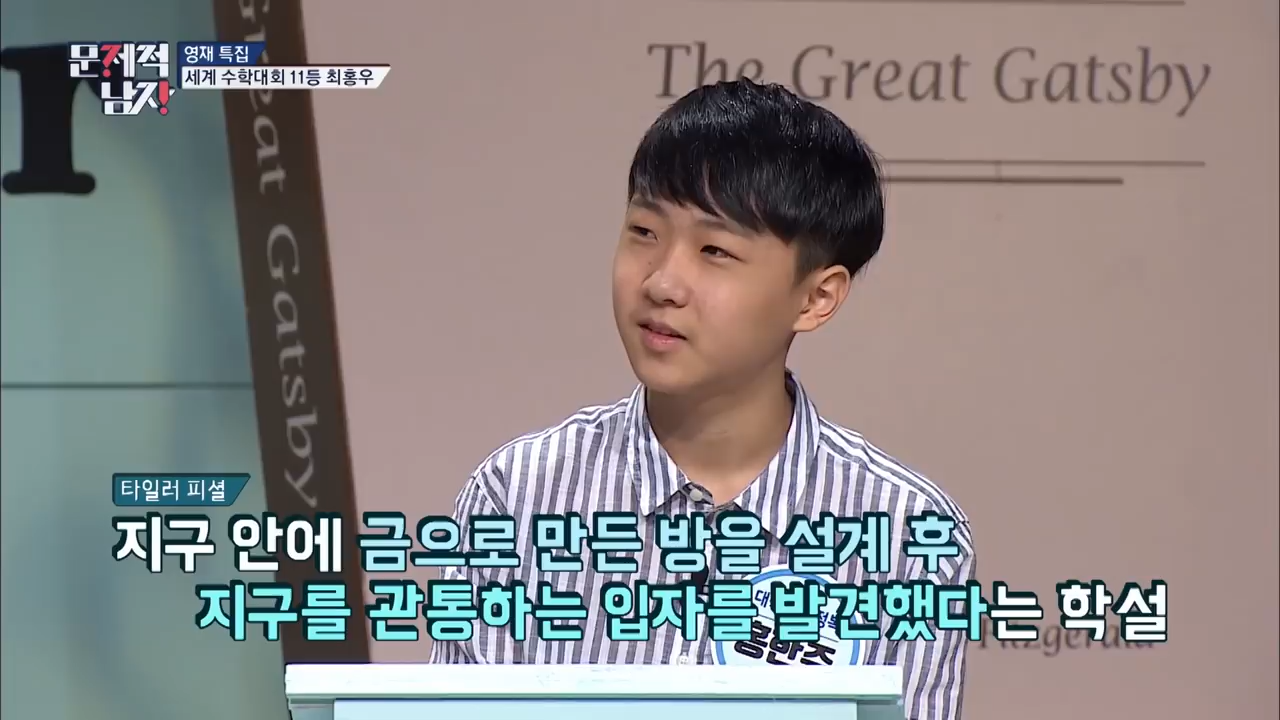 문제적
남자!
영재 특집
세계 수학대회 11등 최홍우
The Great Gatsby
Great Gatsby
타일러 피셜
지구 안에 금으로 만든 방을 설계 후
지구를 관통하는 입자를 발견했다는 학설